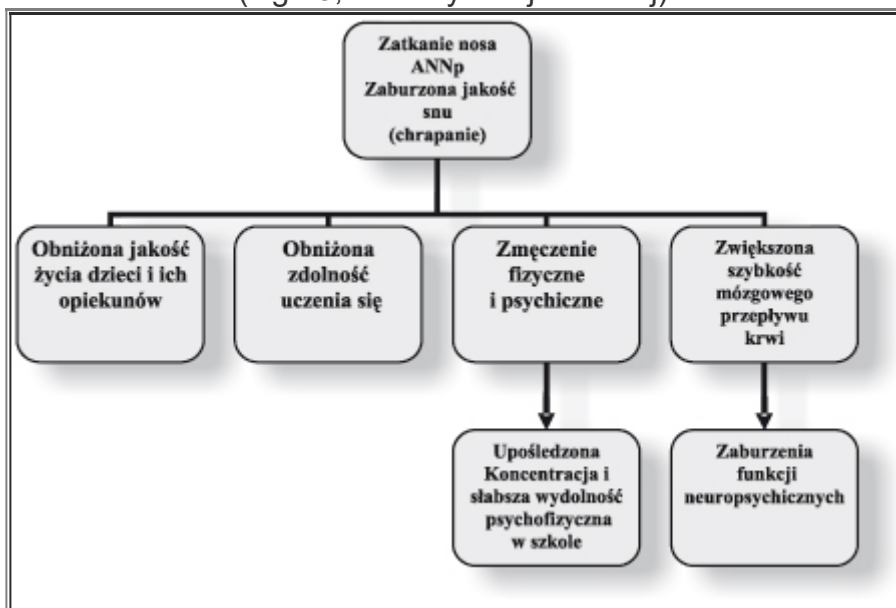 Zatkanie nosa
ANNp
Zaburzona jakość
snu
(chrapanie)
Obniżona jakość
życia dzieci i ich
opiekunów
Obniżona
zdolność
uczenia się
Zmęczenie
fizyczne
i psychiczne
Zwiększona
szybkość
mózgowego
przepływu
krwi
Upośledzona
Koncentracja i
słabsza wydolność
psychofizyczna
w szkole
Zaburzenia
funkcji
neuropsychicznych